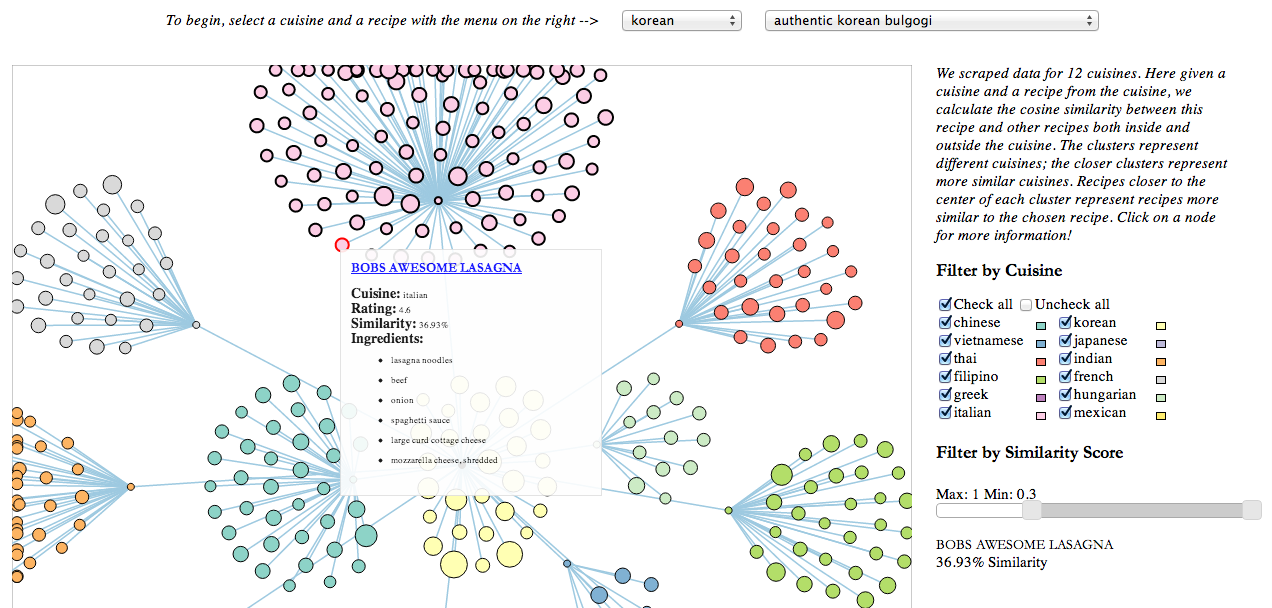 To begin, select a cuisine and a recipe with the menu on the right -->
korean
authentic korean bulgogi
We scraped data for 12 cuisines. Here given a
cuisine and a recipe from the cuisine, we
calculate the cosine similarity between this
recipe and other recipes both inside and
outside the cuisine. The clusters represent
different cuisines; the closer clusters represent
more similar cuisines. Recipes closer to the
center of each cluster represent recipes more
similar to the chosen recipe. Click on a node
for more information!
BOBS AWESOME LASAGNA
Cuisine: italian
Rating: 4.6
Similarity: 36.93%
Ingredients:
lasagna noodles
beef
onion
spaghetti sauce
large curd cottage cheese
mozzarella cheese, shredded
Filter by Cuisine
Check all Uncheck all
chinese korean
vietnamese japanese
thai indian
filipino french
greek hungarian
italian mexican
Filter by Similarity Score
Max: 1 Min: 0.3
BOBS AWESOME LASAGNA
36.93% Similarity